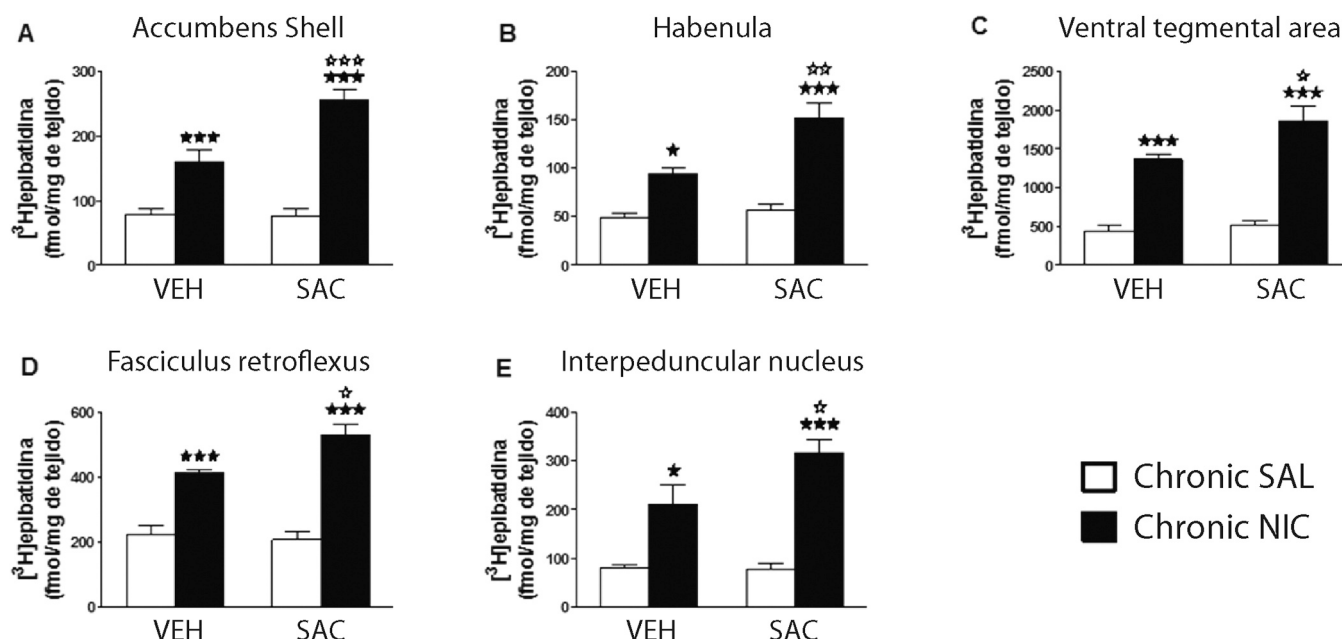 A
Accumbens Shell
[³H]epibatidina
(fmol/mg de tejido)
300
200
100
0
☆☆☆
★★★
★★★
VEH
SAC
B
Habenula
[³H]epibatidina
(fmol/mg de tejido)
200
150
100
50
0
☆☆
★★★
★
VEH
SAC
C
Ventral tegmental area
[³H]epibatidina
(fmol/mg de tejido)
2500
2000
1500
1000
500
0
☆
★★★
★★★
VEH
SAC
D
Fasciculus retroflexus
[³H]epibatidina
(fmol/mg de tejido)
600
400
200
0
☆
★★★
★★★
VEH
SAC
E
Interpeduncular nucleus
[³H]epibatidina
(fmol/mg de tejido)
400
300
200
100
0
☆
★★★
★
VEH
SAC
Chronic SAL
Chronic NIC